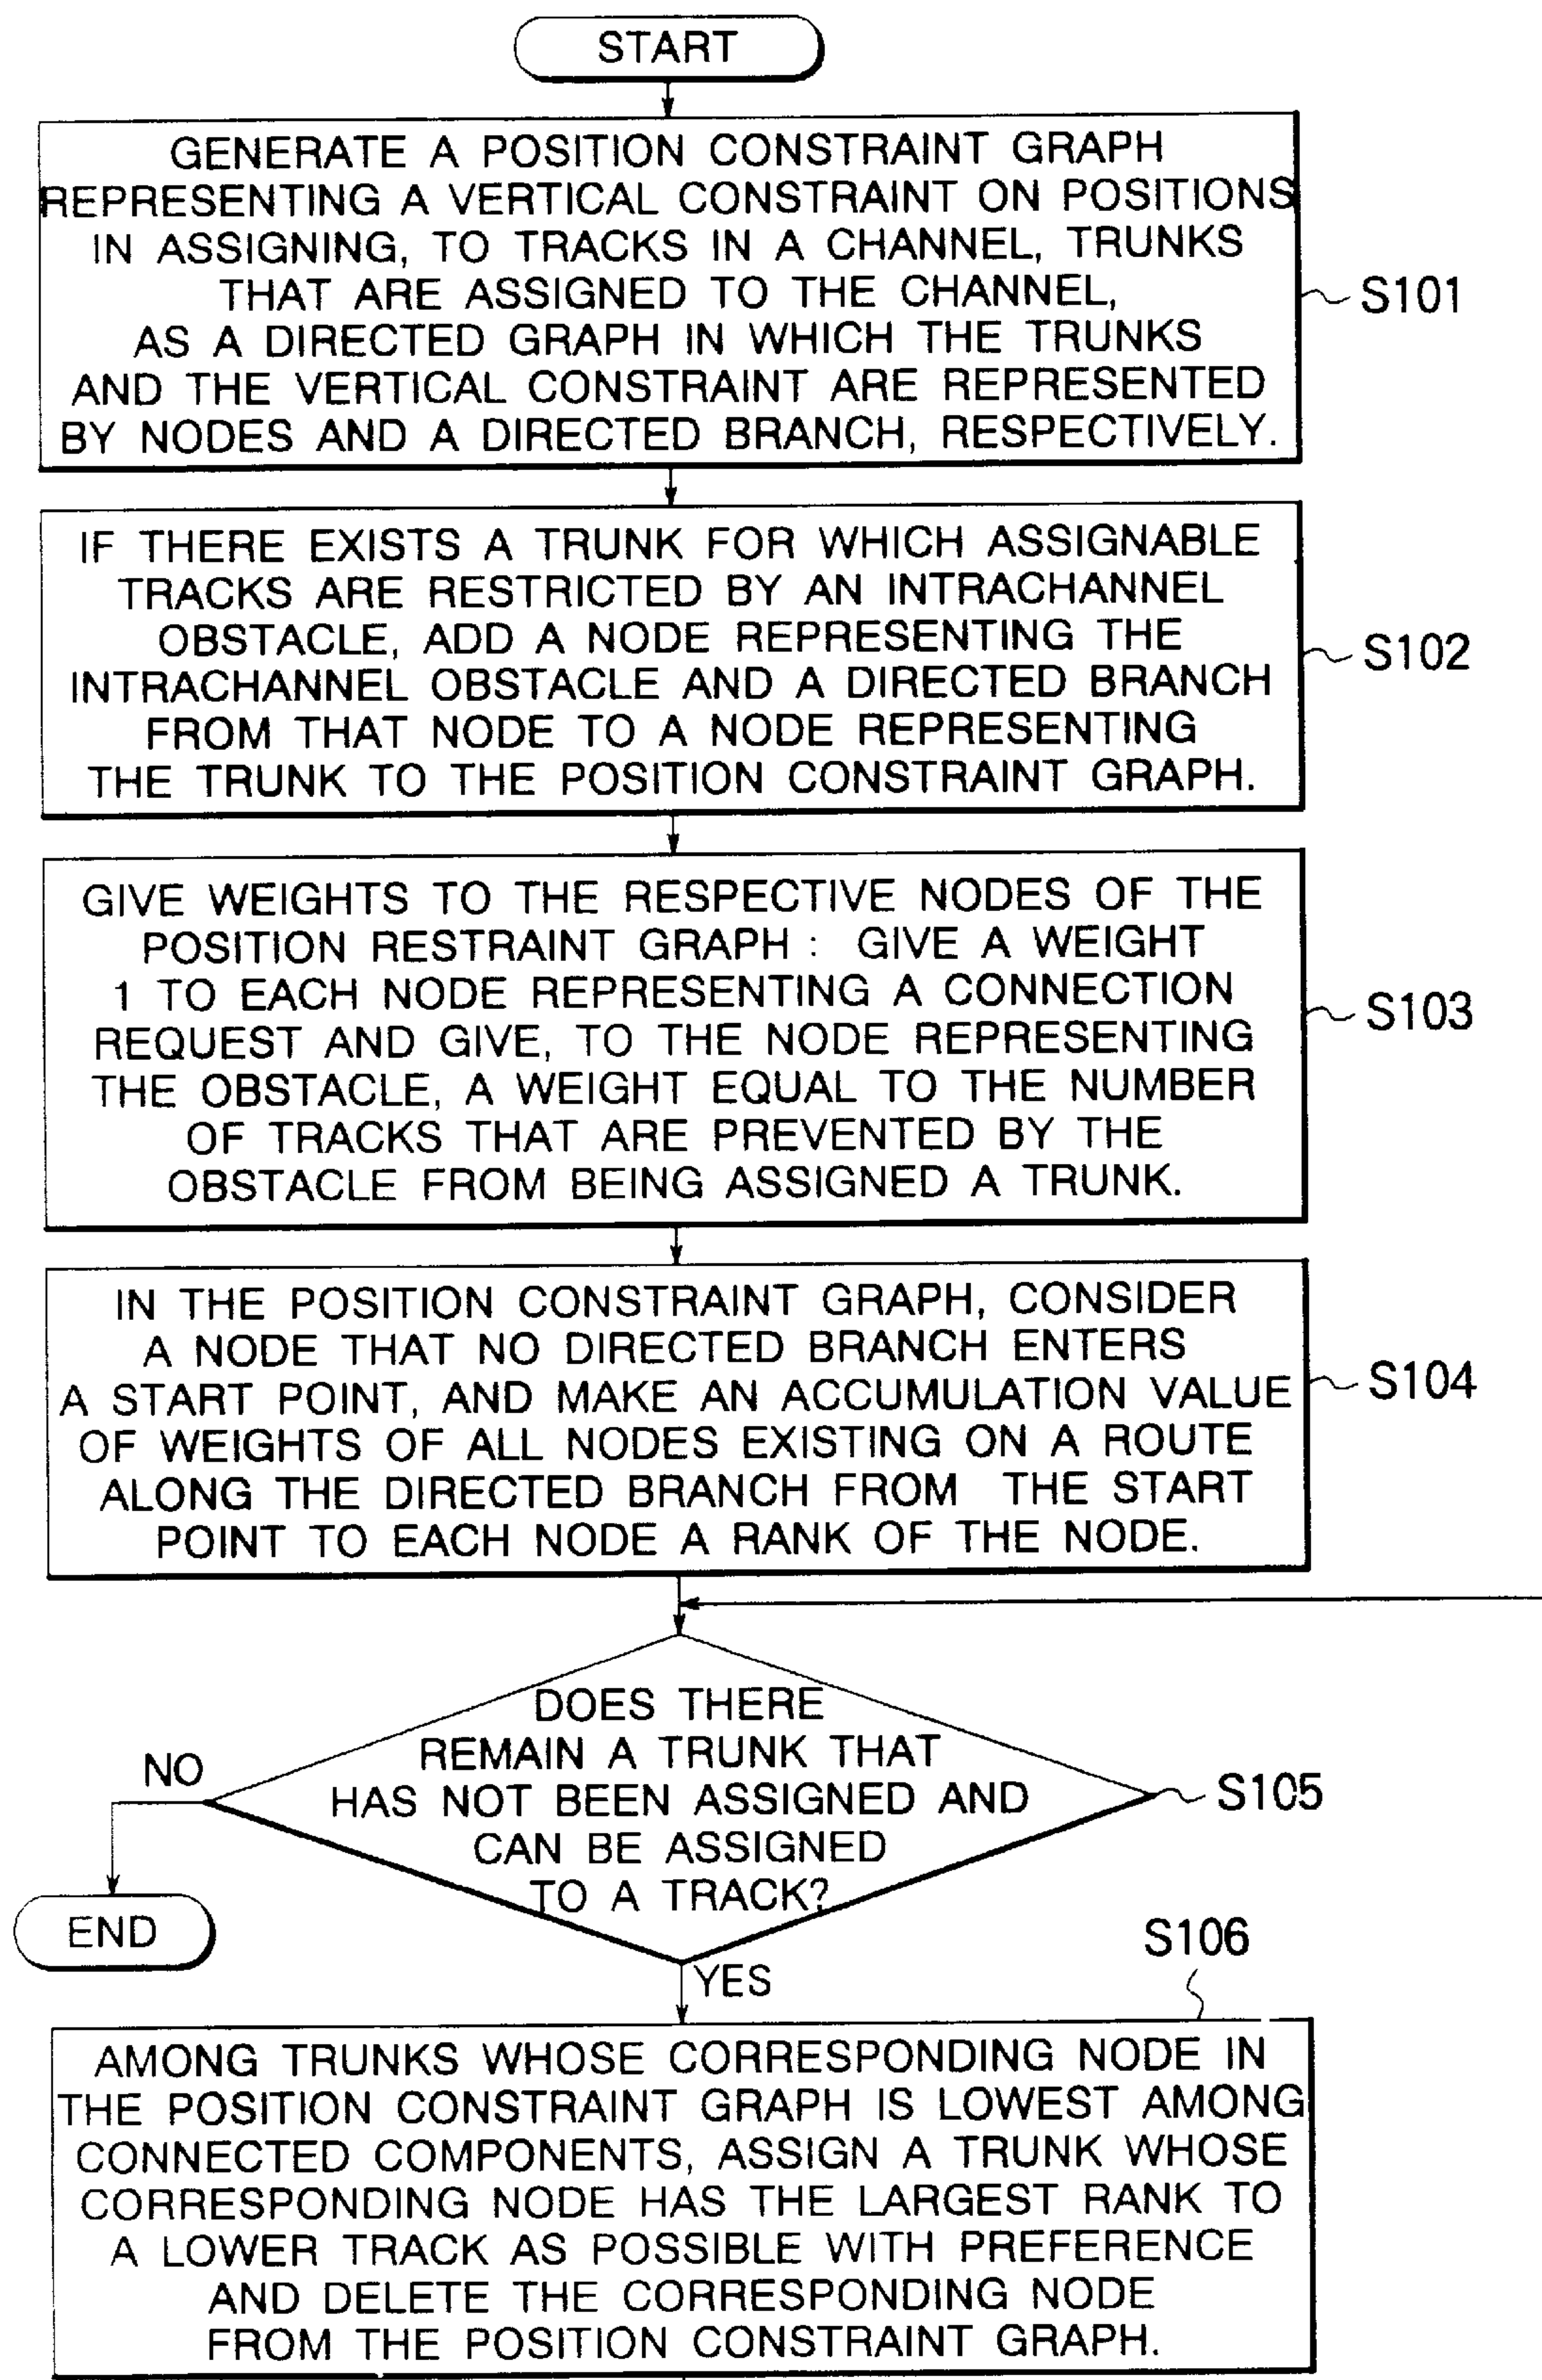 START
GENERATE A POSITION CONSTRAINT GRAPH
REPRESENTING A VERTICAL CONSTRAINT ON POSITIONS
IN ASSIGNING, TO TRACKS IN A CHANNEL, TRUNKS
THAT ARE ASSIGNED TO THE CHANNEL,
AS A DIRECTED GRAPH IN WHICH THE TRUNKS
AND THE VERTICAL CONSTRAINT ARE REPRESENTED
BY NODES AND A DIRECTED BRANCH, RESPECTIVELY.
S101
IF THERE EXISTS A TRUNK FOR WHICH ASSIGNABLE
TRACKS ARE RESTRICTED BY AN INTRACHANNEL
OBSTACLE, ADD A NODE REPRESENTING THE
INTRACHANNEL OBSTACLE AND A DIRECTED BRANCH
FROM THAT NODE TO A NODE REPRESENTING
THE TRUNK TO THE POSITION CONSTRAINT GRAPH.
S102
GIVE WEIGHTS TO THE RESPECTIVE NODES OF THE
POSITION RESTRAINT GRAPH : GIVE A WEIGHT
1 TO EACH NODE REPRESENTING A CONNECTION
REQUEST AND GIVE, TO THE NODE REPRESENTING
THE OBSTACLE, A WEIGHT EQUAL TO THE NUMBER
OF TRACKS THAT ARE PREVENTED BY THE
OBSTACLE FROM BEING ASSIGNED A TRUNK.
S103
IN THE POSITION CONSTRAINT GRAPH, CONSIDER
A NODE THAT NO DIRECTED BRANCH ENTERS
A START POINT, AND MAKE AN ACCUMULATION VALUE
OF WEIGHTS OF ALL NODES EXISTING ON A ROUTE
ALONG THE DIRECTED BRANCH FROM THE START
POINT TO EACH NODE A RANK OF THE NODE.
S104
DOES THERE
REMAIN A TRUNK THAT
HAS NOT BEEN ASSIGNED AND
CAN BE ASSIGNED
TO A TRACK?
S105
NO
END
YES
S106
AMONG TRUNKS WHOSE CORRESPONDING NODE IN
THE POSITION CONSTRAINT GRAPH IS LOWEST AMONG
CONNECTED COMPONENTS, ASSIGN A TRUNK WHOSE
CORRESPONDING NODE HAS THE LARGEST RANK TO
A LOWER TRACK AS POSSIBLE WITH PREFERENCE
AND DELETE THE CORRESPONDING NODE
FROM THE POSITION CONSTRAINT GRAPH.